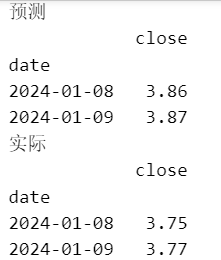 预测
close
date
2024-01-08 3.86
2024-01-09 3.87
实际
close
date
2024-01-08 3.75
2024-01-09 3.77